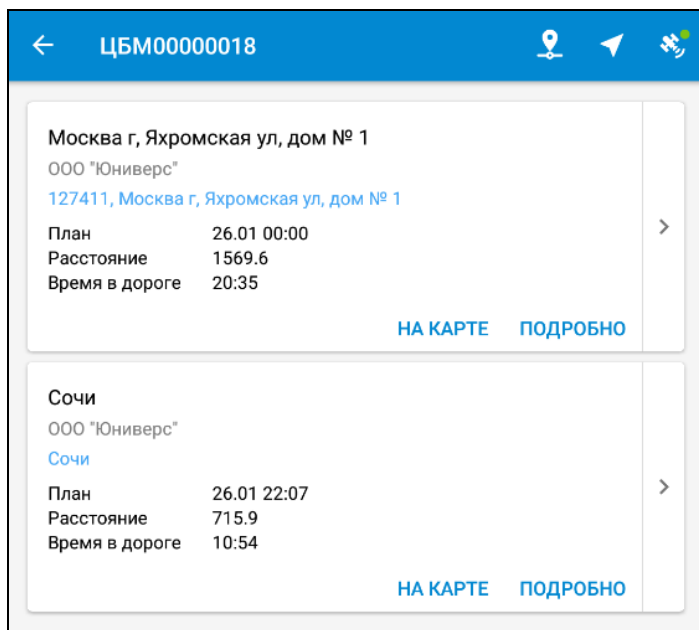 ЦБМ00000018
Москва г, Яхромская ул, дом № 1
ООО "Юниверс"
127411, Москва г, Яхромская ул, дом № 1
План 26.01 00:00
Расстояние 1569.6
Время в дороге 20:35
НА КАРТЕ ПОДРОБНО
Сочи
ООО "Юниверс"
Сочи
План 26.01 22:07
Расстояние 715.9
Время в дороге 10:54
НА КАРТЕ ПОДРОБНО